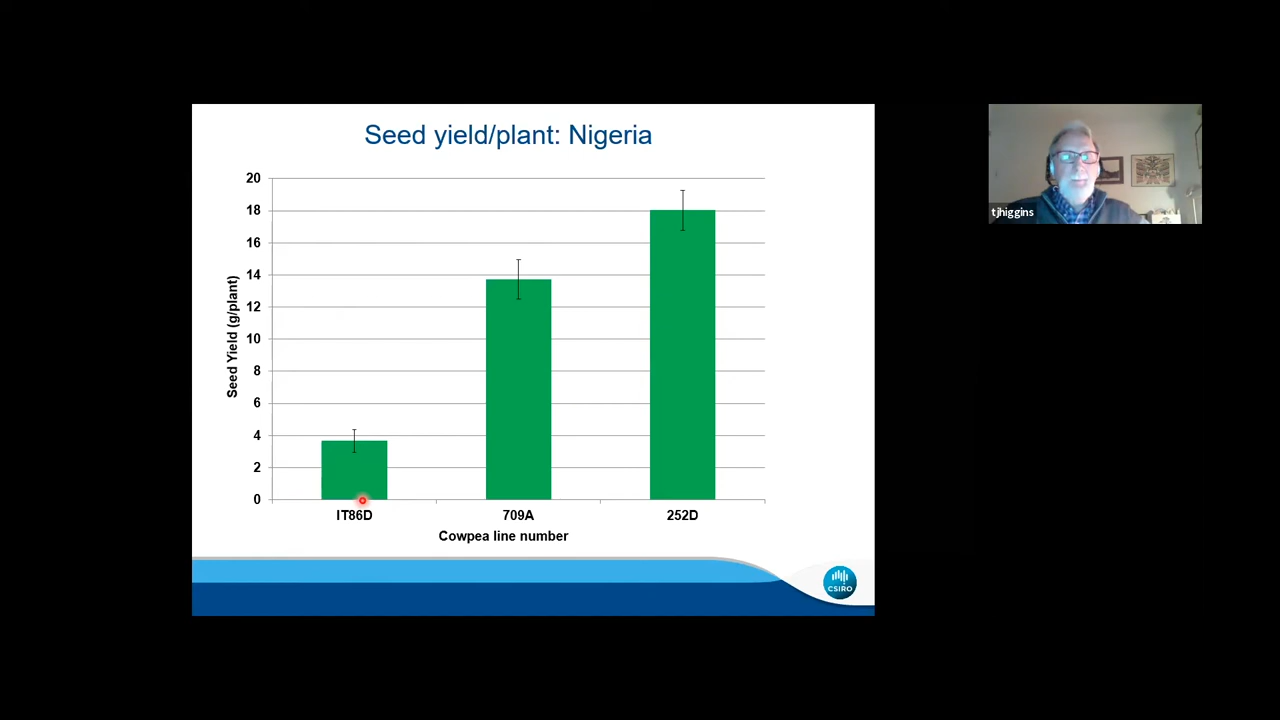 Seed yield/plant: Nigeria
20
18
16
14
12
10
8
6
4
2
0
Seed Yield (g/plant)
IT86D 709A 252D
Cowpea line number
CSIRO
tjhiggins